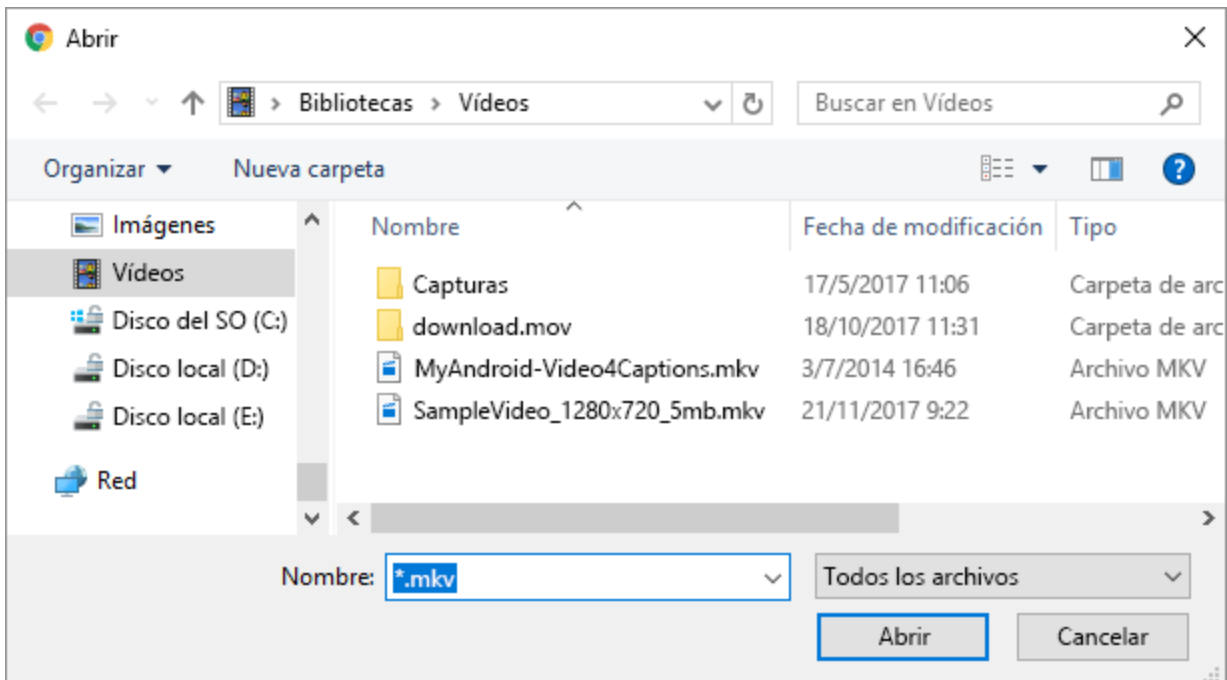 Abrir
Bibliotecas > Vídeos
Buscar en Vídeos
Organizar
Nueva carpeta
?
Imágenes
Vídeos
Disco del SO (C:)
Disco local (D:)
Disco local (E:)
Red
Nombre Fecha de modificación Tipo
Capturas 17/5/2017 11:06 Carpeta de arc
download.mov 18/10/2017 11:31 Carpeta de arc
MyAndroid-Video4Captions.mkv 3/7/2014 16:46 Archivo MKV
SampleVideo_1280x720_5mb.mkv 21/11/2017 9:22 Archivo MKV
Nombre: *.mkv
Todos los archivos
Abrir
Cancelar